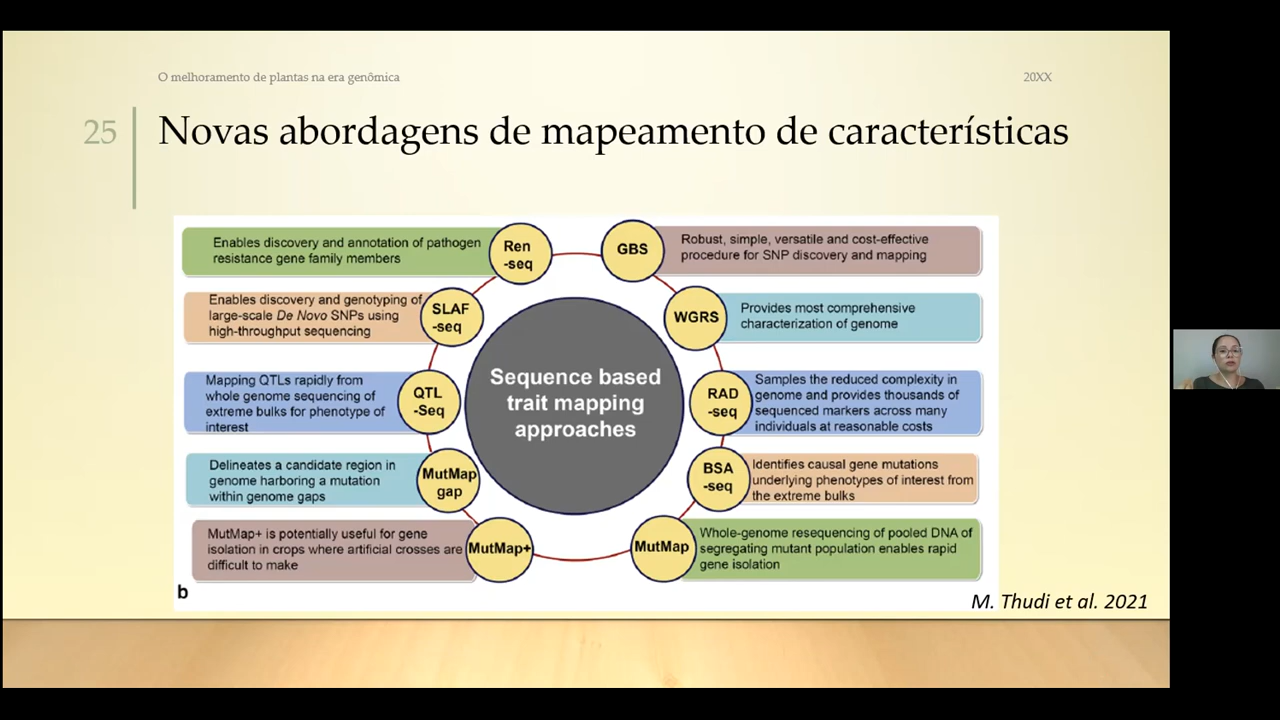 O melhoramento de plantas na era genômica
20XX
25
Novas abordagens de mapeamento de características
Enables discovery and annotation of pathogen
resistance gene family members
Ren
-seq
GBS
Robust, simple, versatile and cost-effective
procedure for SNP discovery and mapping
Enables discovery and genotyping of
large-scale De Novo SNPs using
high-throughput sequencing
SLAF
-seq
WGRS
Provides most comprehensive
characterization of genome
Mapping QTLs rapidly from
whole genome sequencing of
extreme bulks for phenotype of
interest
QTL
-Seq
Sequence based
trait mapping
approaches
RAD
-seq
Samples the reduced complexity in
genome and provides thousands of
sequenced markers across many
individuals at reasonable costs
Delineates a candidate region in
genome harboring a mutation
within genome gaps
MutMap
gap
BSA
-seq
Identifies causal gene mutations
underlying phenotypes of interest from
the extreme bulks
MutMap+ is potentially useful for gene
isolation in crops where artificial crosses are
difficult to make
MutMap+
MutMap
Whole-genome resequencing of pooled DNA of
segregating mutant population enables rapid
gene isolation
b
M. Thudi et al. 2021